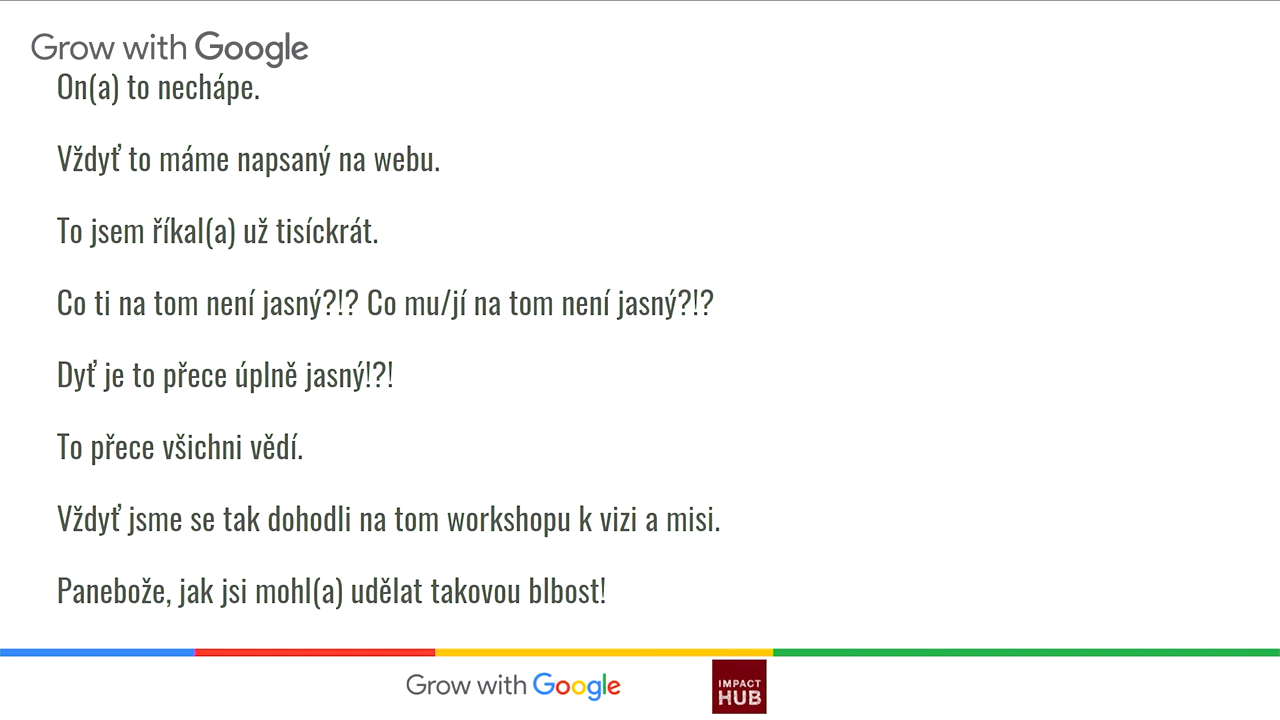 Grow with Google
On(a) to nechápe.
Vždyť to máme napsaný na webu.
To jsem říkal(a) už tisíckrát.
Co ti na tom není jasný?!? Co mu/jí na tom není jasný?!?
Dyť je to přece úplně jasný!?!
To přece všichni vědí.
Vždyť jsme se tak dohodli na tom workshopu k vizi a misi.
Panebože, jak jsi mohl(a) udělat takovou blbost!
Grow with Google
IMPACT
HUB